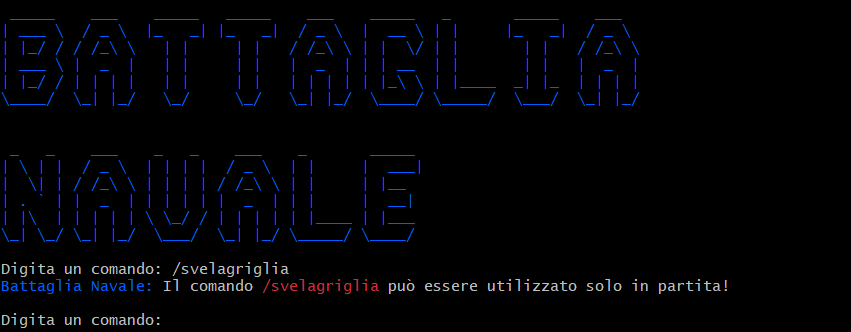 BATTAGLIA
NAVALE
Digita un comando: /svelagriglia
Battaglia Navale: Il comando /svelagriglia può essere utilizzato solo in partita!
Digita un comando: